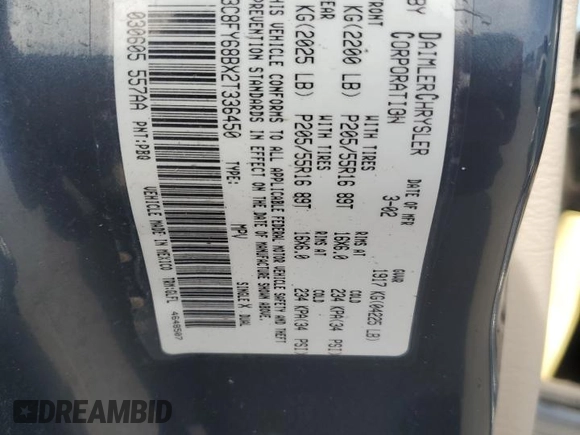 BY DAIMLERCHRYSLER
CORPORATION
DATE OF MFR
3-02
GVWR
1917 KG(04225 LB)
FRONT
WITH TIRES
RIMS AT
COLD
KG(2200 LB) P205/55R16 89T 16X6.0 234 KPA(34 PSI
REAR
WITH TIRES
RIMS AT
COLD
KG(2025 LB) P205/55R16 89T 16X6.0 234 KPA(34 PSI
THIS VEHICLE CONFORMS TO ALL APPLICABLE FEDERAL MOTOR VEHICLE SAFETY AND THEFT
PREVENTION STANDARDS IN EFFECT ON THE DATE OF MANUFACTURE SHOWN ABOVE.
3C8FY68BX2T336450
MPV
SINGLE X DUAL
030605 557AA
PNT:PBQ
VEHICLE MADE IN MEXICO
4648507
DREAMBID